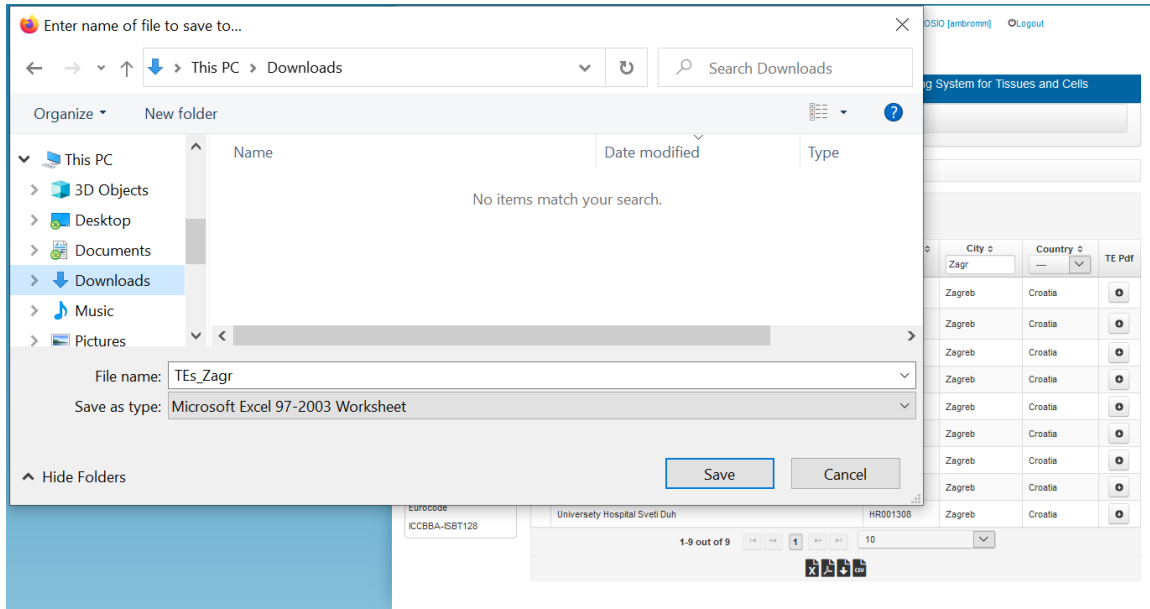 Enter name of file to save to...
OSIO [ambromm] Logout
This PC > Downloads
Search Downloads
g System for Tissues and Cells
Organize New folder
This PC
3D Objects
Desktop
Documents
Downloads
Music
Pictures
Name Date modified Type
No items match your search.
City Country TE Pdf
Zagr ---
Zagreb Croatia
Zagreb Croatia
Zagreb Croatia
Zagreb Croatia
Zagreb Croatia
Zagreb Croatia
Zagreb Croatia
Zagreb Croatia
File name: TEs_Zagr
Save as type: Microsoft Excel 97-2003 Worksheet
Hide Folders
Save Cancel
Eurocode
ICCBBA-ISBT128
Universety Hospital Sveti Duh HR001308 Zagreb Croatia
1-9 out of 9 1 10
CSV